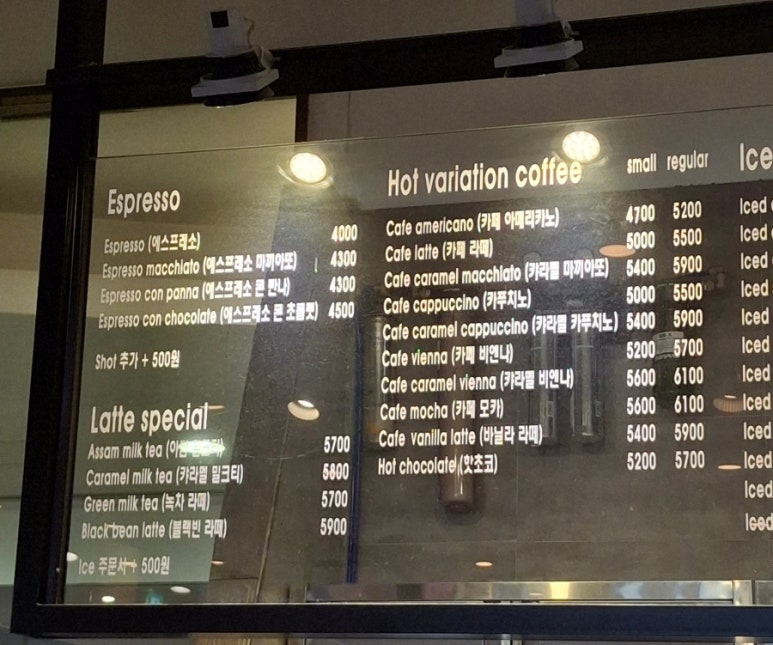 Espresso
Espresso (에스프레소) 4000
Espresso macchiato (에스프레소 마끼아또) 4300
Espresso con panna (에스프레소 콘 판나) 4300
Espresso con chocolate (에스프레소 콘 초콜렛) 4500
Shot 추가 + 500원
Latte special
Assam milk tea 5700
Caramel milk tea (카라멜 밀크티) 5800
Green milk tea (녹차 라떼) 5700
Black bean latte (블랙빈 라떼) 5900
Ice 주문시 + 500원
Hot variation coffee small regular
Cafe americano (카페 아메리카노) 4700 5200
Cafe latte (카페 라떼) 5000 5500
Cafe caramel macchiato (카라멜 마끼아또) 5400 5900
Cafe cappuccino (카푸치노) 5000 5500
Cafe caramel cappuccino (카라멜 카푸치노) 5400 5900
Cafe vienna (카페 비엔나) 5200 5700
Cafe caramel vienna (카라멜 비엔나) 5600 6100
Cafe mocha (카페 모카) 5600 6100
Cafe vanilla latte (바닐라 라떼) 5400 5900
Hot chocolate (핫초코) 5200 5700
Ice
Iced
Iced
Iced
Iced
Iced
Iced
Iced
Iced
Iced
Iced
Iced
Iced